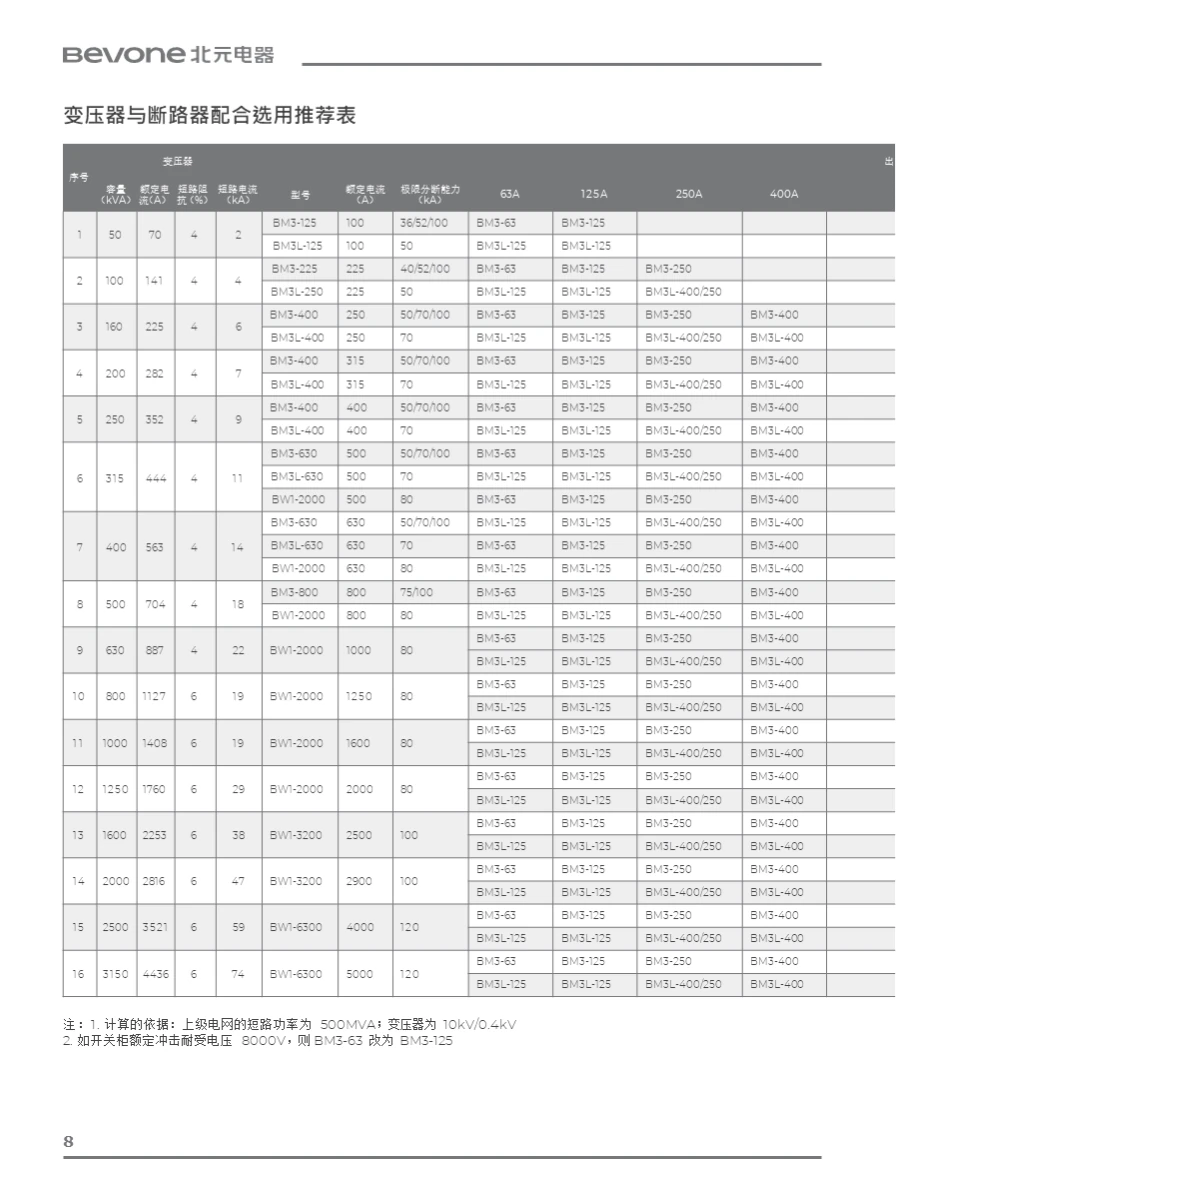 Bevone 北元电器
变压器与断路器配合选用推荐表
变压器 出
序号 容量(kVA) 额定电流(A) 短路阻抗 (%) 短路电流(kA) 型号 额定电流(A) 极限分断能力(kA) 63A 125A 250A 400A
1 50 70 4 2 BM3-125 100 36/52/100 BM3-63 BM3-125
BM3L-125 100 50 BM3L-125 BM3L-125
2 100 141 4 4 BM3-225 225 40/52/100 BM3-63 BM3-125 BM3-250
BM3L-250 225 50 BM3L-125 BM3L-125 BM3L-400/250
3 160 225 4 6 BM3-400 250 50/70/100 BM3-63 BM3-125 BM3-250 BM3-400
BM3L-400 250 70 BM3L-125 BM3L-125 BM3L-400/250 BM3L-400
4 200 282 4 7 BM3-400 315 50/70/100 BM3-63 BM3-125 BM3-250 BM3-400
BM3L-400 315 70 BM3L-125 BM3L-125 BM3L-400/250 BM3L-400
5 250 352 4 9 BM3-400 400 50/70/100 BM3-63 BM3-125 BM3-250 BM3-400
BM3L-400 400 70 BM3L-125 BM3L-125 BM3L-400/250 BM3L-400
6 315 444 4 11 BM3-630 500 50/70/100 BM3-63 BM3-125 BM3-250 BM3-400
BM3L-630 500 70 BM3L-125 BM3L-125 BM3L-400/250 BM3L-400
BW1-2000 500 80 BM3-63 BM3-125 BM3-250 BM3-400
7 400 563 4 14 BM3-630 630 50/70/100 BM3L-125 BM3L-125 BM3L-400/250 BM3L-400
BM3L-630 630 70 BM3-63 BM3-125 BM3-250 BM3-400
BW1-2000 630 80 BM3L-125 BM3L-125 BM3L-400/250 BM3L-400
8 500 704 4 18 BM3-800 800 75/100 BM3-63 BM3-125 BM3-250 BM3-400
BW1-2000 800 80 BM3L-125 BM3L-125 BM3L-400/250 BM3L-400
9 630 887 4 22 BW1-2000 1000 80 BM3-63 BM3-125 BM3-250 BM3-400
BM3L-125 BM3L-125 BM3L-400/250 BM3L-400
10 800 1127 6 19 BW1-2000 1250 80 BM3-63 BM3-125 BM3-250 BM3-400
BM3L-125 BM3L-125 BM3L-400/250 BM3L-400
11 1000 1408 6 19 BW1-2000 1600 80 BM3-63 BM3-125 BM3-250 BM3-400
BM3L-125 BM3L-125 BM3L-400/250 BM3L-400
12 1250 1760 6 29 BW1-2000 2000 80 BM3-63 BM3-125 BM3-250 BM3-400
BM3L-125 BM3L-125 BM3L-400/250 BM3L-400
13 1600 2253 6 38 BW1-3200 2500 100 BM3-63 BM3-125 BM3-250 BM3-400
BM3L-125 BM3L-125 BM3L-400/250 BM3L-400
14 2000 2816 6 47 BW1-3200 2900 100 BM3-63 BM3-125 BM3-250 BM3-400
BM3L-125 BM3L-125 BM3L-400/250 BM3L-400
15 2500 3521 6 59 BW1-6300 4000 120 BM3-63 BM3-125 BM3-250 BM3-400
BM3L-125 BM3L-125 BM3L-400/250 BM3L-400
16 3150 4436 6 74 BW1-6300 5000 120 BM3-63 BM3-125 BM3-250 BM3-400
BM3L-125 BM3L-125 BM3L-400/250 BM3L-400
注：1. 计算的依据：上级电网的短路功率为 500MVA；变压器为 10kV/0.4kV
2. 如开关柜额定冲击耐受电压 8000V，则 BM3-63 改为 BM3-125
8